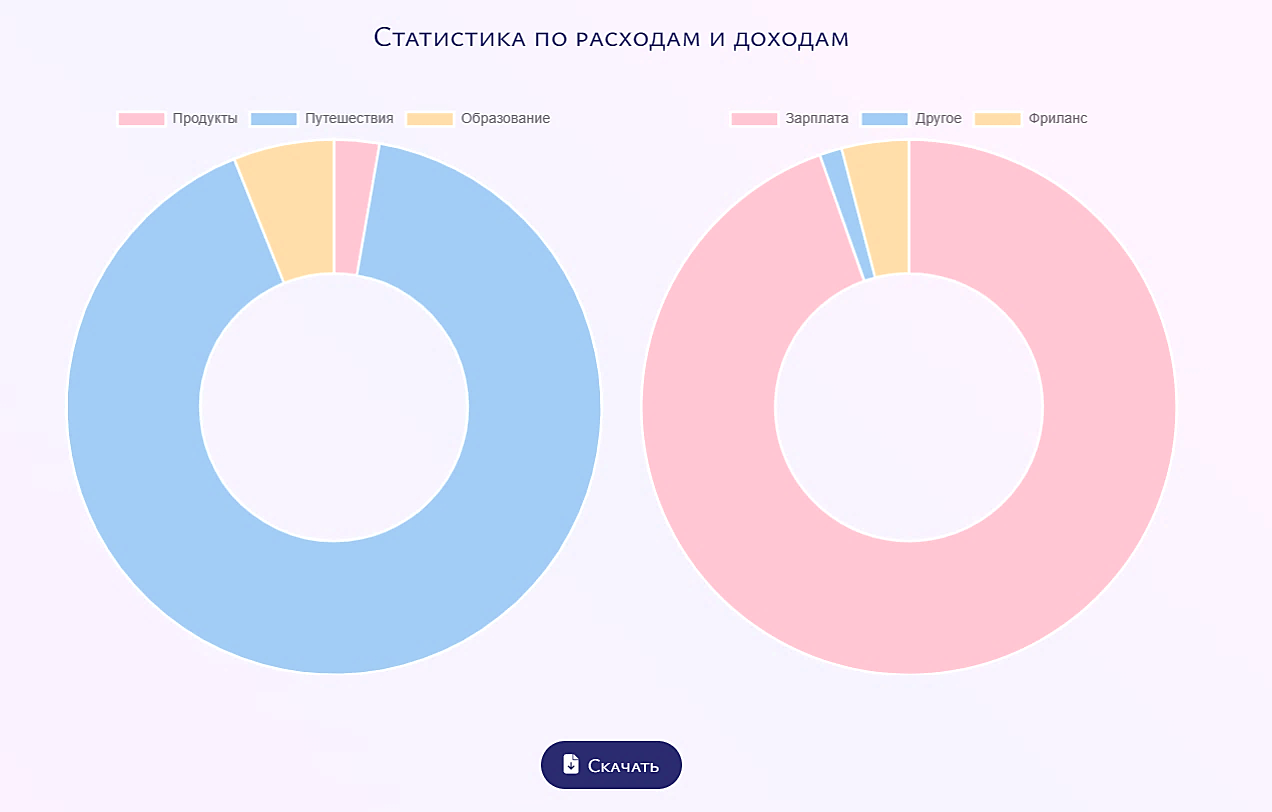 Статистика по расходам и доходам
Продукты Путешествия Образование
Зарплата Другое Фриланс
Скачать